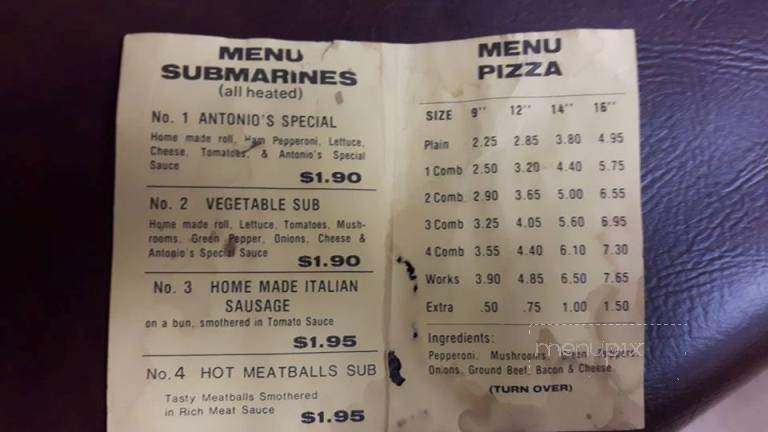 MENU
SUBMARINES
(all heated)
No. 1 ANTONIO'S SPECIAL
Home made roll, Ham Pepperoni, Lettuce,
Cheese, Tomatoes, & Antonio's Special
Sauce
$1.90
No. 2 VEGETABLE SUB
Home made roll, Lettuce, Tomatoes, Mush-
rooms, Green Pepper, Onions, Cheese &
Antonio's Special Sauce
$1.90
No. 3 HOME MADE ITALIAN
SAUSAGE
on a bun, smothered in Tomato Sauce
$1.95
No. 4 HOT MEATBALLS SUB
Tasty Meatballs Smothered
in Rich Meat Sauce
$1.95
MENU
PIZZA
SIZE 9" 12" 14" 16"
Plain 2.25 2.85 3.80 4.95
1 Comb 2.50 3.20 4.40 5.75
2 Comb 2.90 3.65 5.00 6.55
3 Comb 3.25 4.05 5.60 6.95
4 Comb 3.55 4.40 6.10 7.30
Works 3.90 4.85 6.50 7.65
Extra .50 .75 1.00 1.50
Ingredients:
Pepperoni, Mushrooms, Green Peppers
Onions, Ground Beef, Bacon & Cheese.
(TURN OVER)
menupix